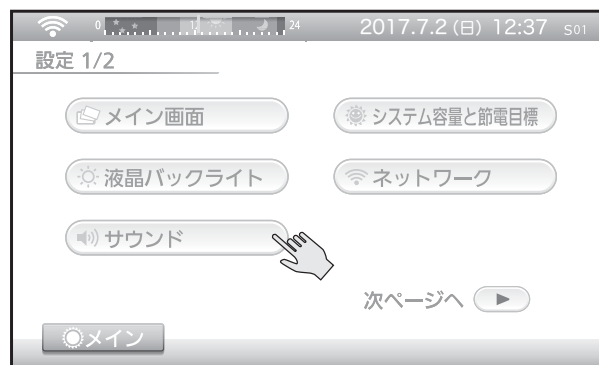 0 12 24 2017.7.2 (日) 12:37 S01
設定 1/2
メイン画面
システム容量と節電目標
液晶バックライト
ネットワーク
サウンド
次ページへ
メイン